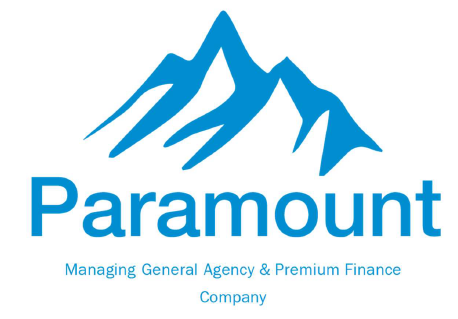 Paramount
Managing General Agency & Premium Finance
Company